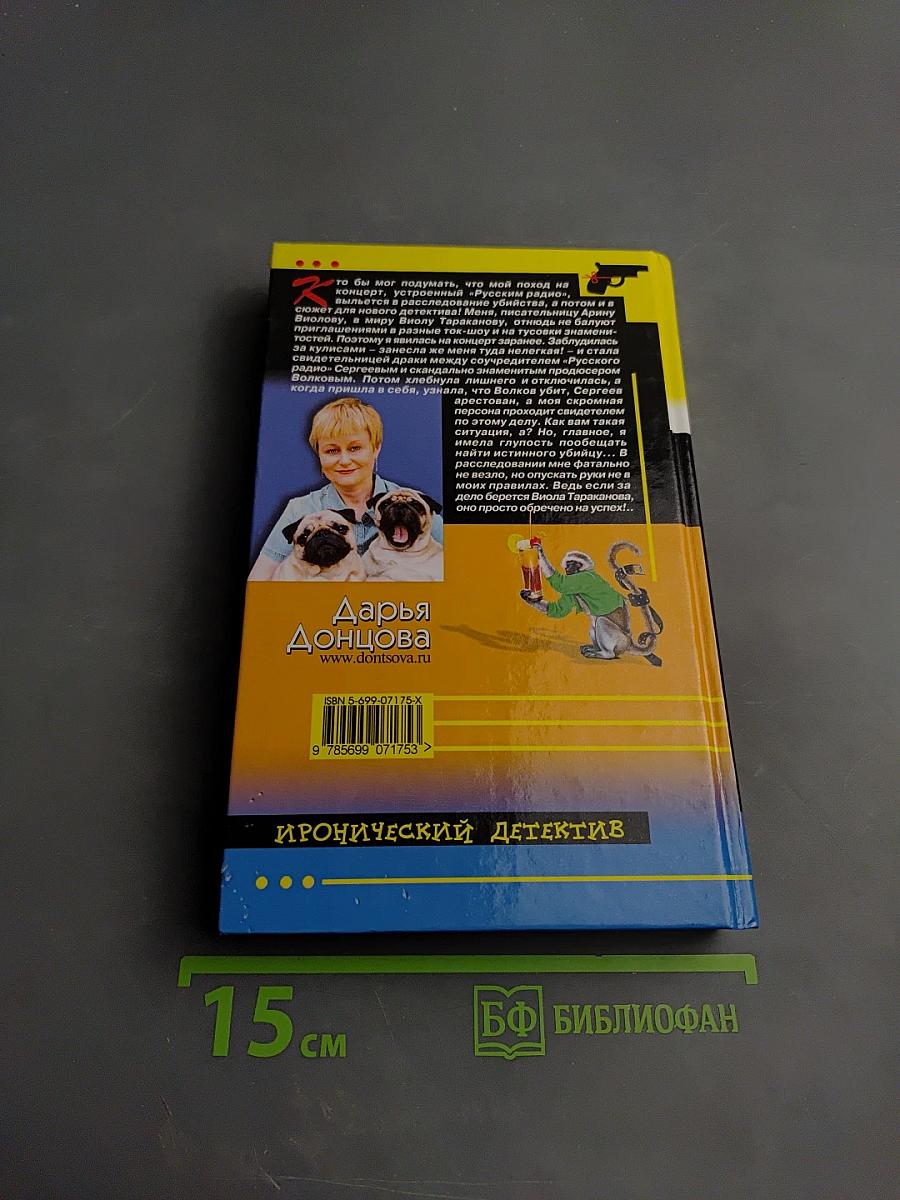 Кто бы мог подумать, что мой поход на
концерт, устроенный «Русским радио»,
выльется в расследование убийства, а потом и в
сюжет для нового детектива! Меня, писательницу Арину
Виолову, в миру Виолу Тараканову, отнюдь не балуют
приглашениями в разные ток-шоу и на тусовки знамени-
тостей. Поэтому я явилась на концерт заранее. Заблудилась
за кулисами – занесла же меня туда нелегкая! – и стала
свидетельницей драки между соучредителем «Русского
радио» Сергеевым и скандально знаменитым продюсером
Волковым. Потом хлебнула лишнего и отключилась, а
когда пришла в себя, узнала, что Волков убит, Сергеев
арестован, а моя скромная
персона проходит свидетелем
по этому делу. Как вам такая
ситуация, а? Но, главное, я
имела глупость пообещать
найти истинного убийцу... В
расследовании мне фатально
не везло, но опускать руки не в
моих правилах. Ведь если за
дело берется Виола Тараканова,
оно просто обречено на успех!..
Дарья
Донцова
www.dontsova.ru
ISBN 5-699-07175-X
9 785699 071753 >
ИРОНИЧЕСКИЙ ДЕТЕКТИВ
15 см
БФ БИБЛИОФАН